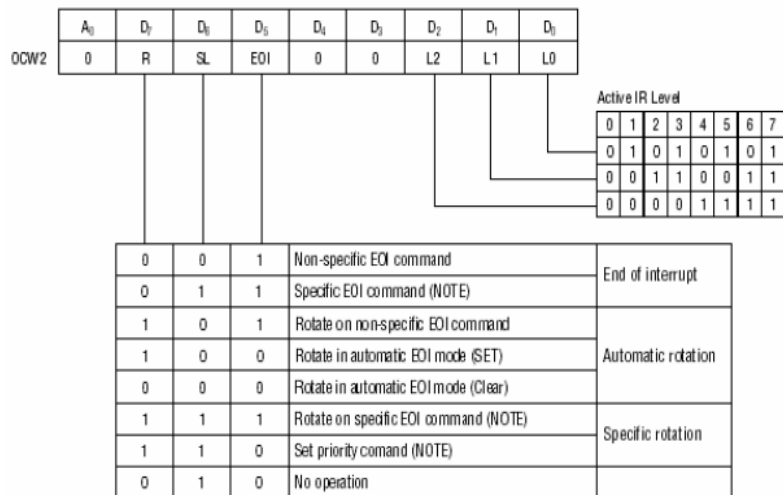 A₀ D₇ D₆ D₅ D₄ D₃ D₂ D₁ D₀
OCW2 0 R SL EOI 0 0 L2 L1 L0
Active IR Level
0 1 2 3 4 5 6 7
0 1 0 1 0 1 0 1
0 0 1 1 0 0 1 1
0 0 0 0 1 1 1 1
0 0 1 Non-specific EOI command End of interrupt
0 1 1 Specific EOI command (NOTE)
1 0 1 Rotate on non-specific EOI command
1 0 0 Rotate in automatic EOI mode (SET) Automatic rotation
0 0 0 Rotate in automatic EOI mode (Clear)
1 1 1 Rotate on specific EOI command (NOTE) Specific rotation
1 1 0 Set priority comand (NOTE)
0 1 0 No operation